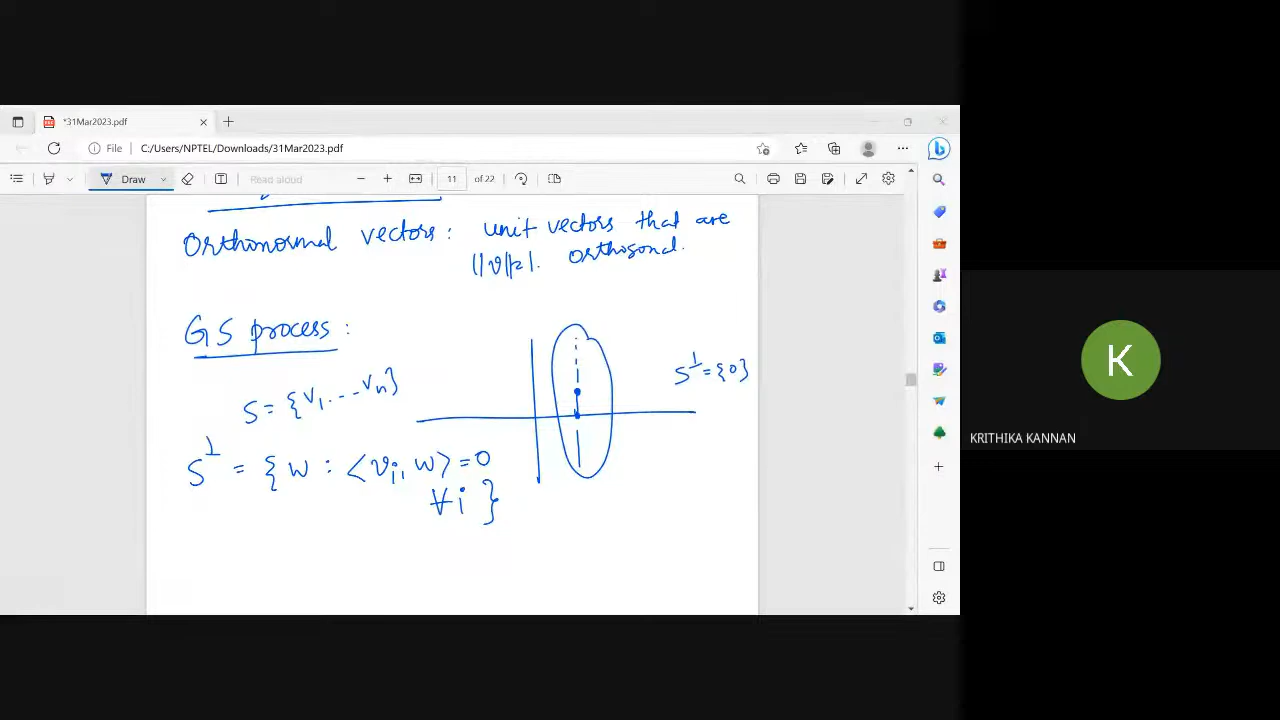 *31Mar2023.pdf
File C:/Users/NPTEL/Downloads/31Mar2023.pdf
Draw Read aloud 11 of 22
Orthonormal vectors: unit vectors that are
||v||=1. orthogonal.
GS process:
S = {v₁ . . . vₙ}
S⊥ = {0}
S⊥ = { w : <vᵢ, w> = 0
∀i }
K
KRITHIKA KANNAN